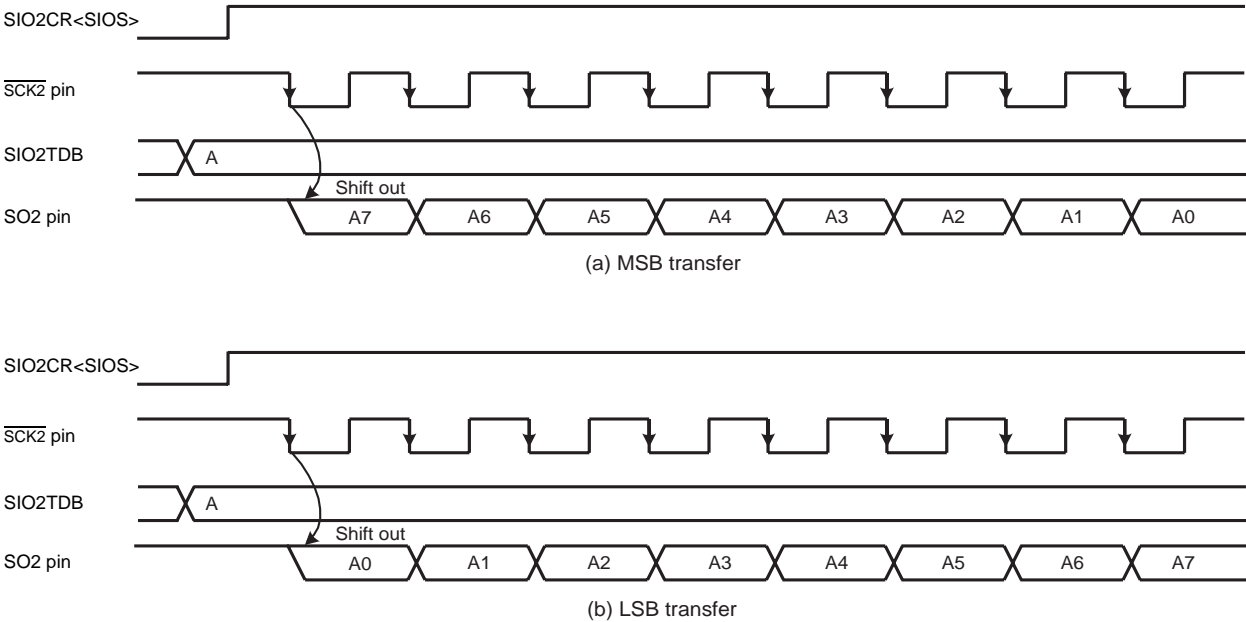 SIO2CR<SIOS>
SCK2 pin
SIO2TDB
A
Shift out
SO2 pin
A7 A6 A5 A4 A3 A2 A1 A0
(a) MSB transfer
SIO2CR<SIOS>
SCK2 pin
SIO2TDB
A
Shift out
SO2 pin
A0 A1 A2 A3 A4 A5 A6 A7
(b) LSB transfer